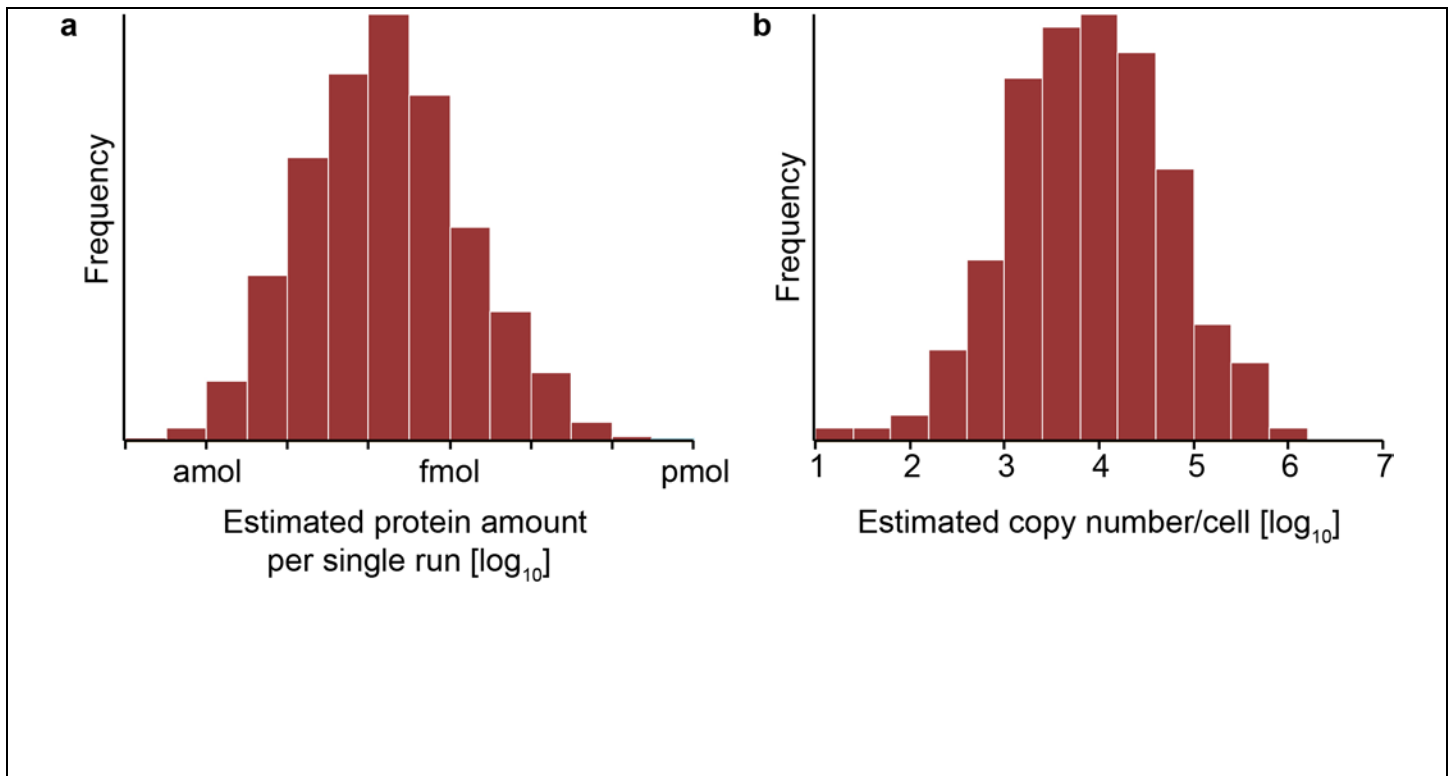 a
Frequency
amol fmol pmol
Estimated protein amount
per single run [log₁₀]
b
Frequency
1 2 3 4 5 6 7
Estimated copy number/cell [log₁₀]